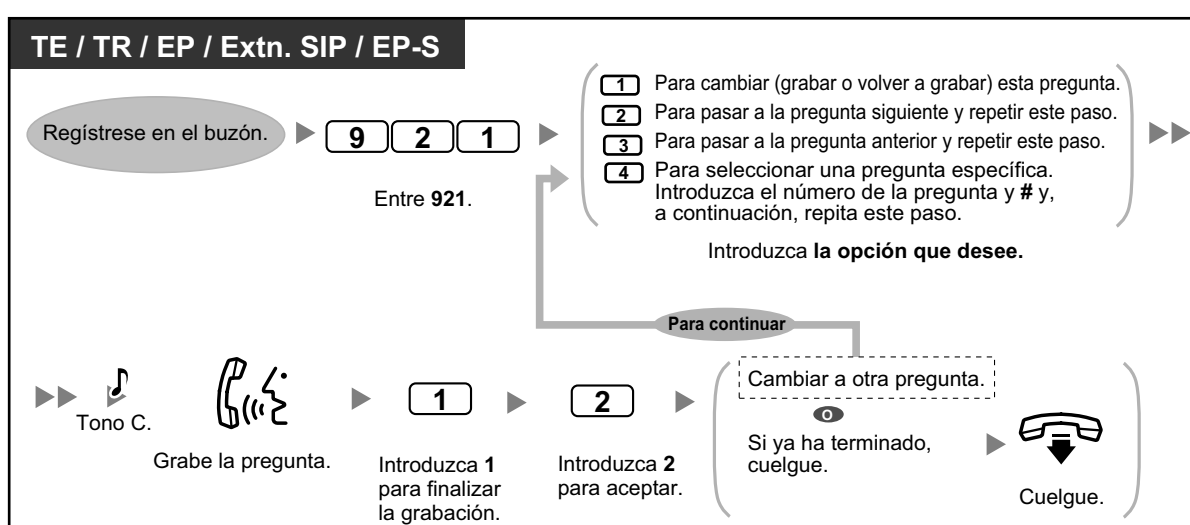 TE / TR / EP / Extn. SIP / EP-S
Regístrese en el buzón.
9 2 1
Entre 921.
1 Para cambiar (grabar o volver a grabar) esta pregunta.
2 Para pasar a la pregunta siguiente y repetir este paso.
3 Para pasar a la pregunta anterior y repetir este paso.
4 Para seleccionar una pregunta específica.
Introduzca el número de la pregunta y # y,
a continuación, repita este paso.
Introduzca la opción que desee.
Para continuar
Tono C.
Grabe la pregunta.
1
Introduzca 1
para finalizar
la grabación.
2
Introduzca 2
para aceptar.
Cambiar a otra pregunta.
O
Si ya ha terminado,
cuelgue.
Cuelgue.